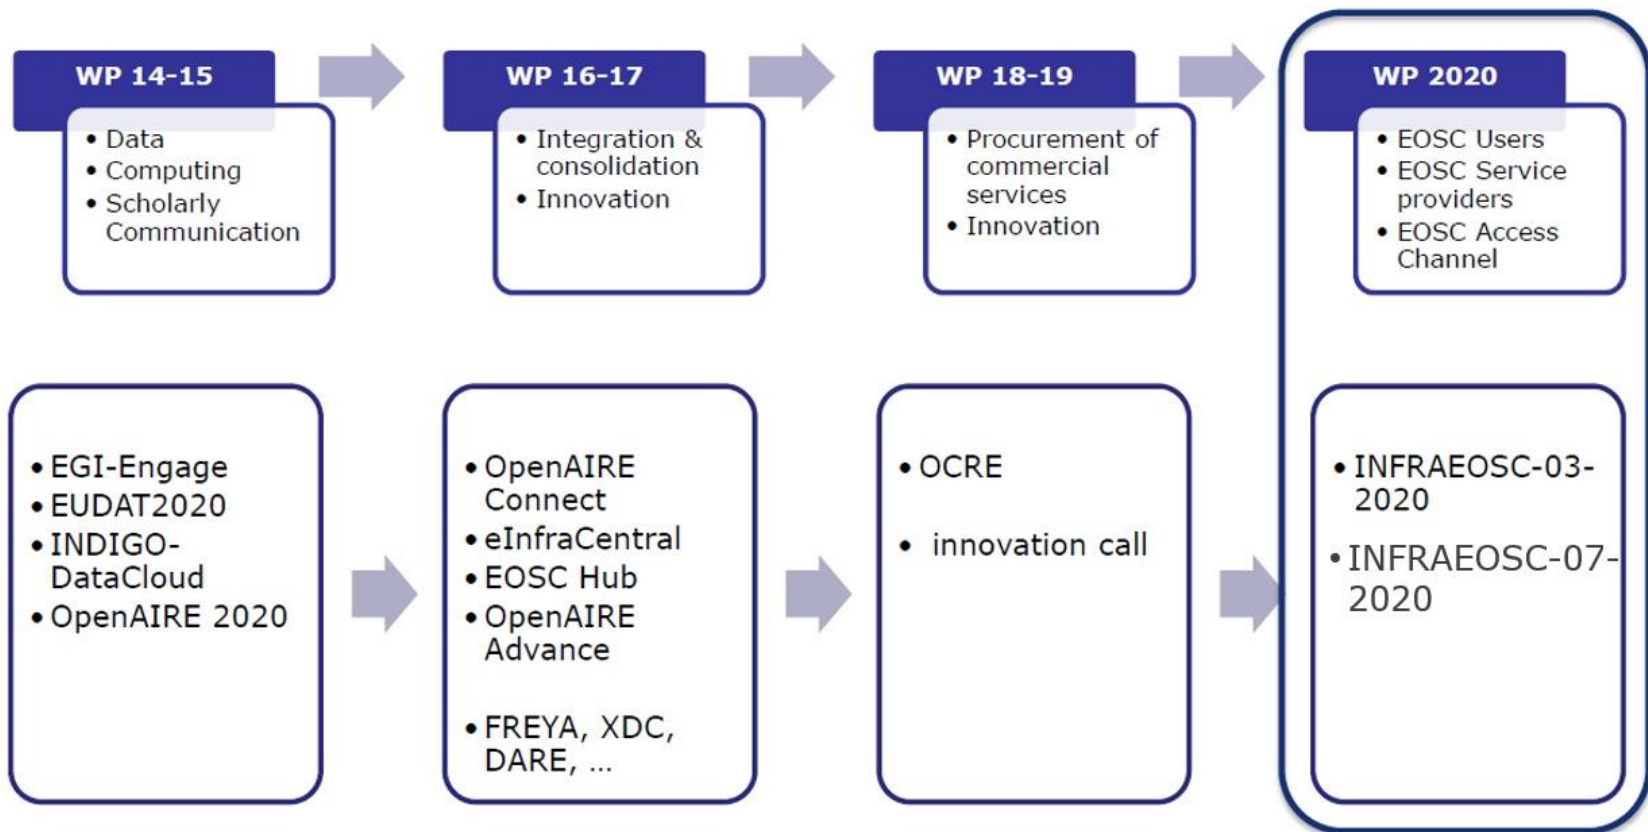 WP 14-15
• Data
• Computing
• Scholarly
Communication
WP 16-17
• Integration &
consolidation
• Innovation
WP 18-19
• Procurement of
commercial
services
• Innovation
WP 2020
• EOSC Users
• EOSC Service
providers
• EOSC Access
Channel
• EGI-Engage
• EUDAT2020
• INDIGO-
DataCloud
• OpenAIRE 2020
• OpenAIRE
Connect
• eInfraCentral
• EOSC Hub
• OpenAIRE
Advance
• FREYA, XDC,
DARE, ...
• OCRE
• innovation call
• INFRAEOSC-03-
2020
• INFRAEOSC-07-
2020